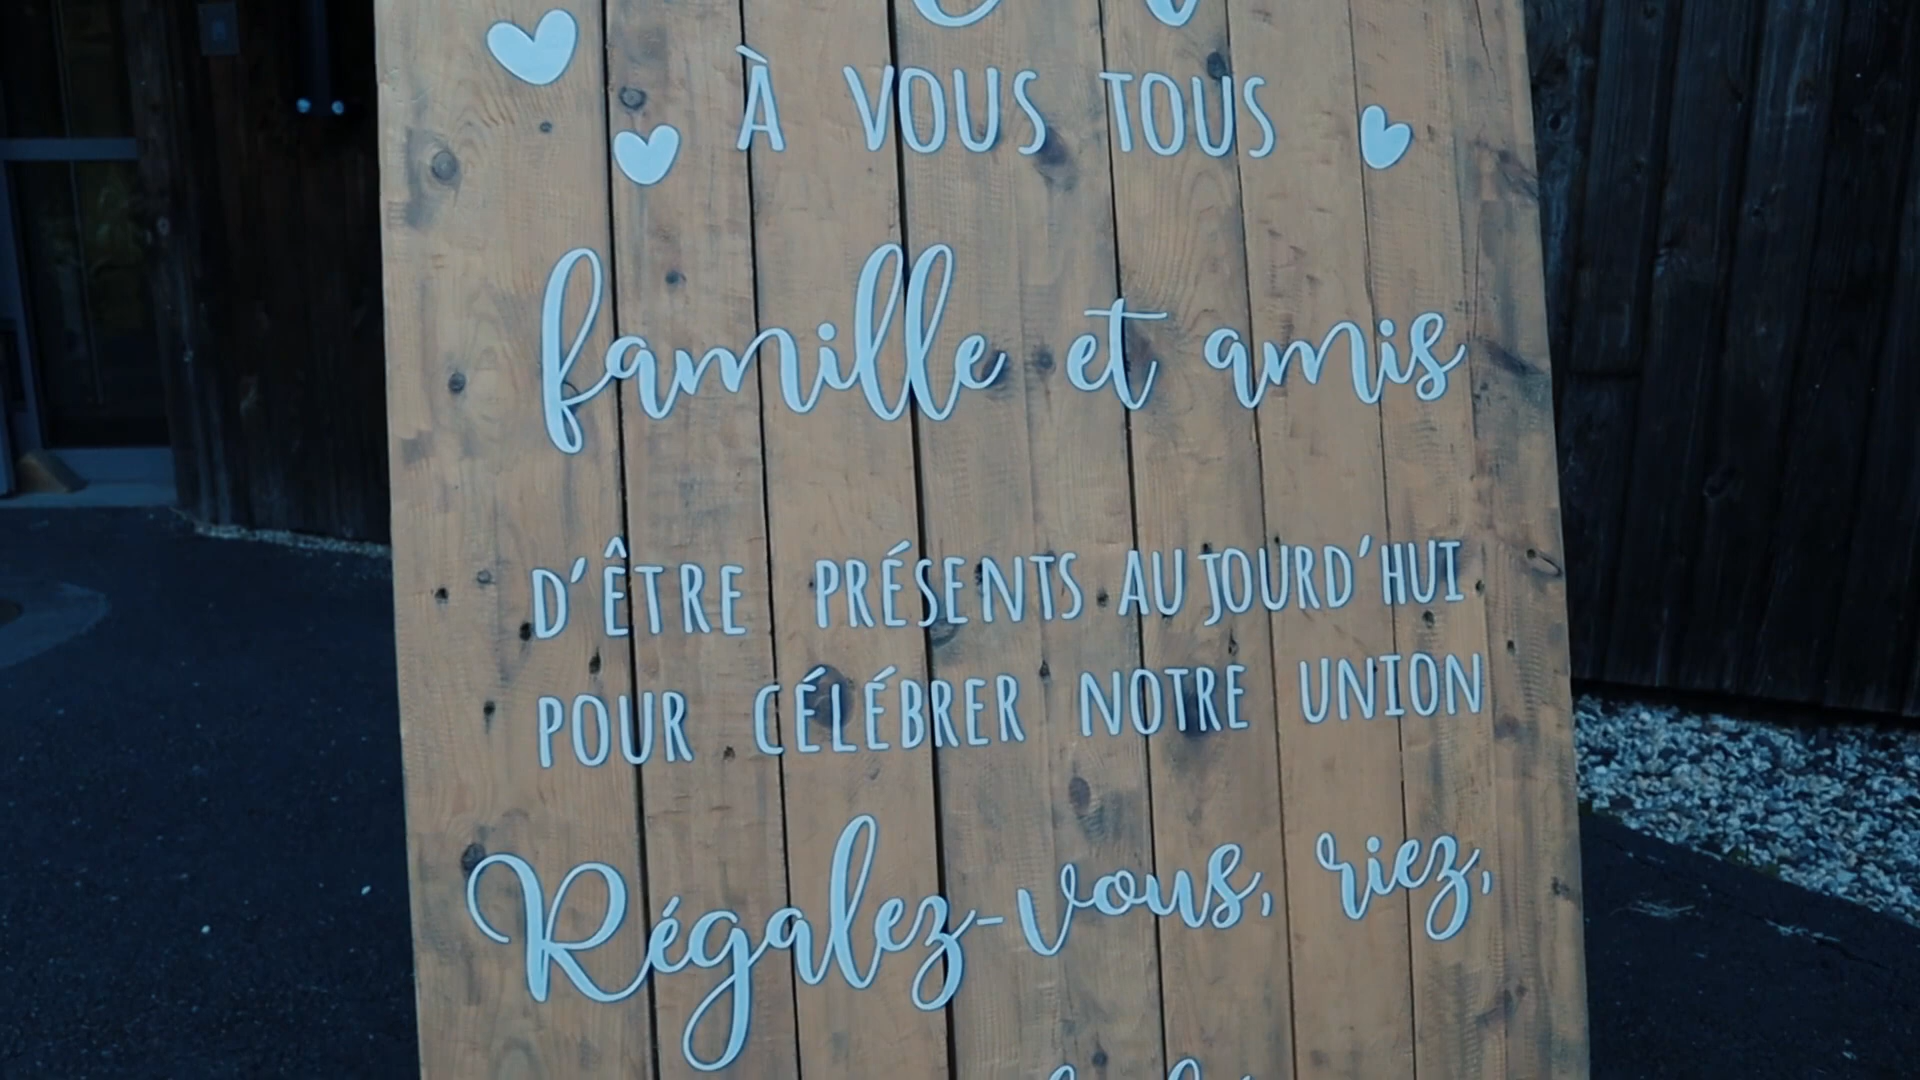 À VOUS TOUS
famille et amis
D'ÊTRE PRÉSENTS AUJOURD'HUI
POUR CÉLÉBRER NOTRE UNION
Régalez-vous, riez,